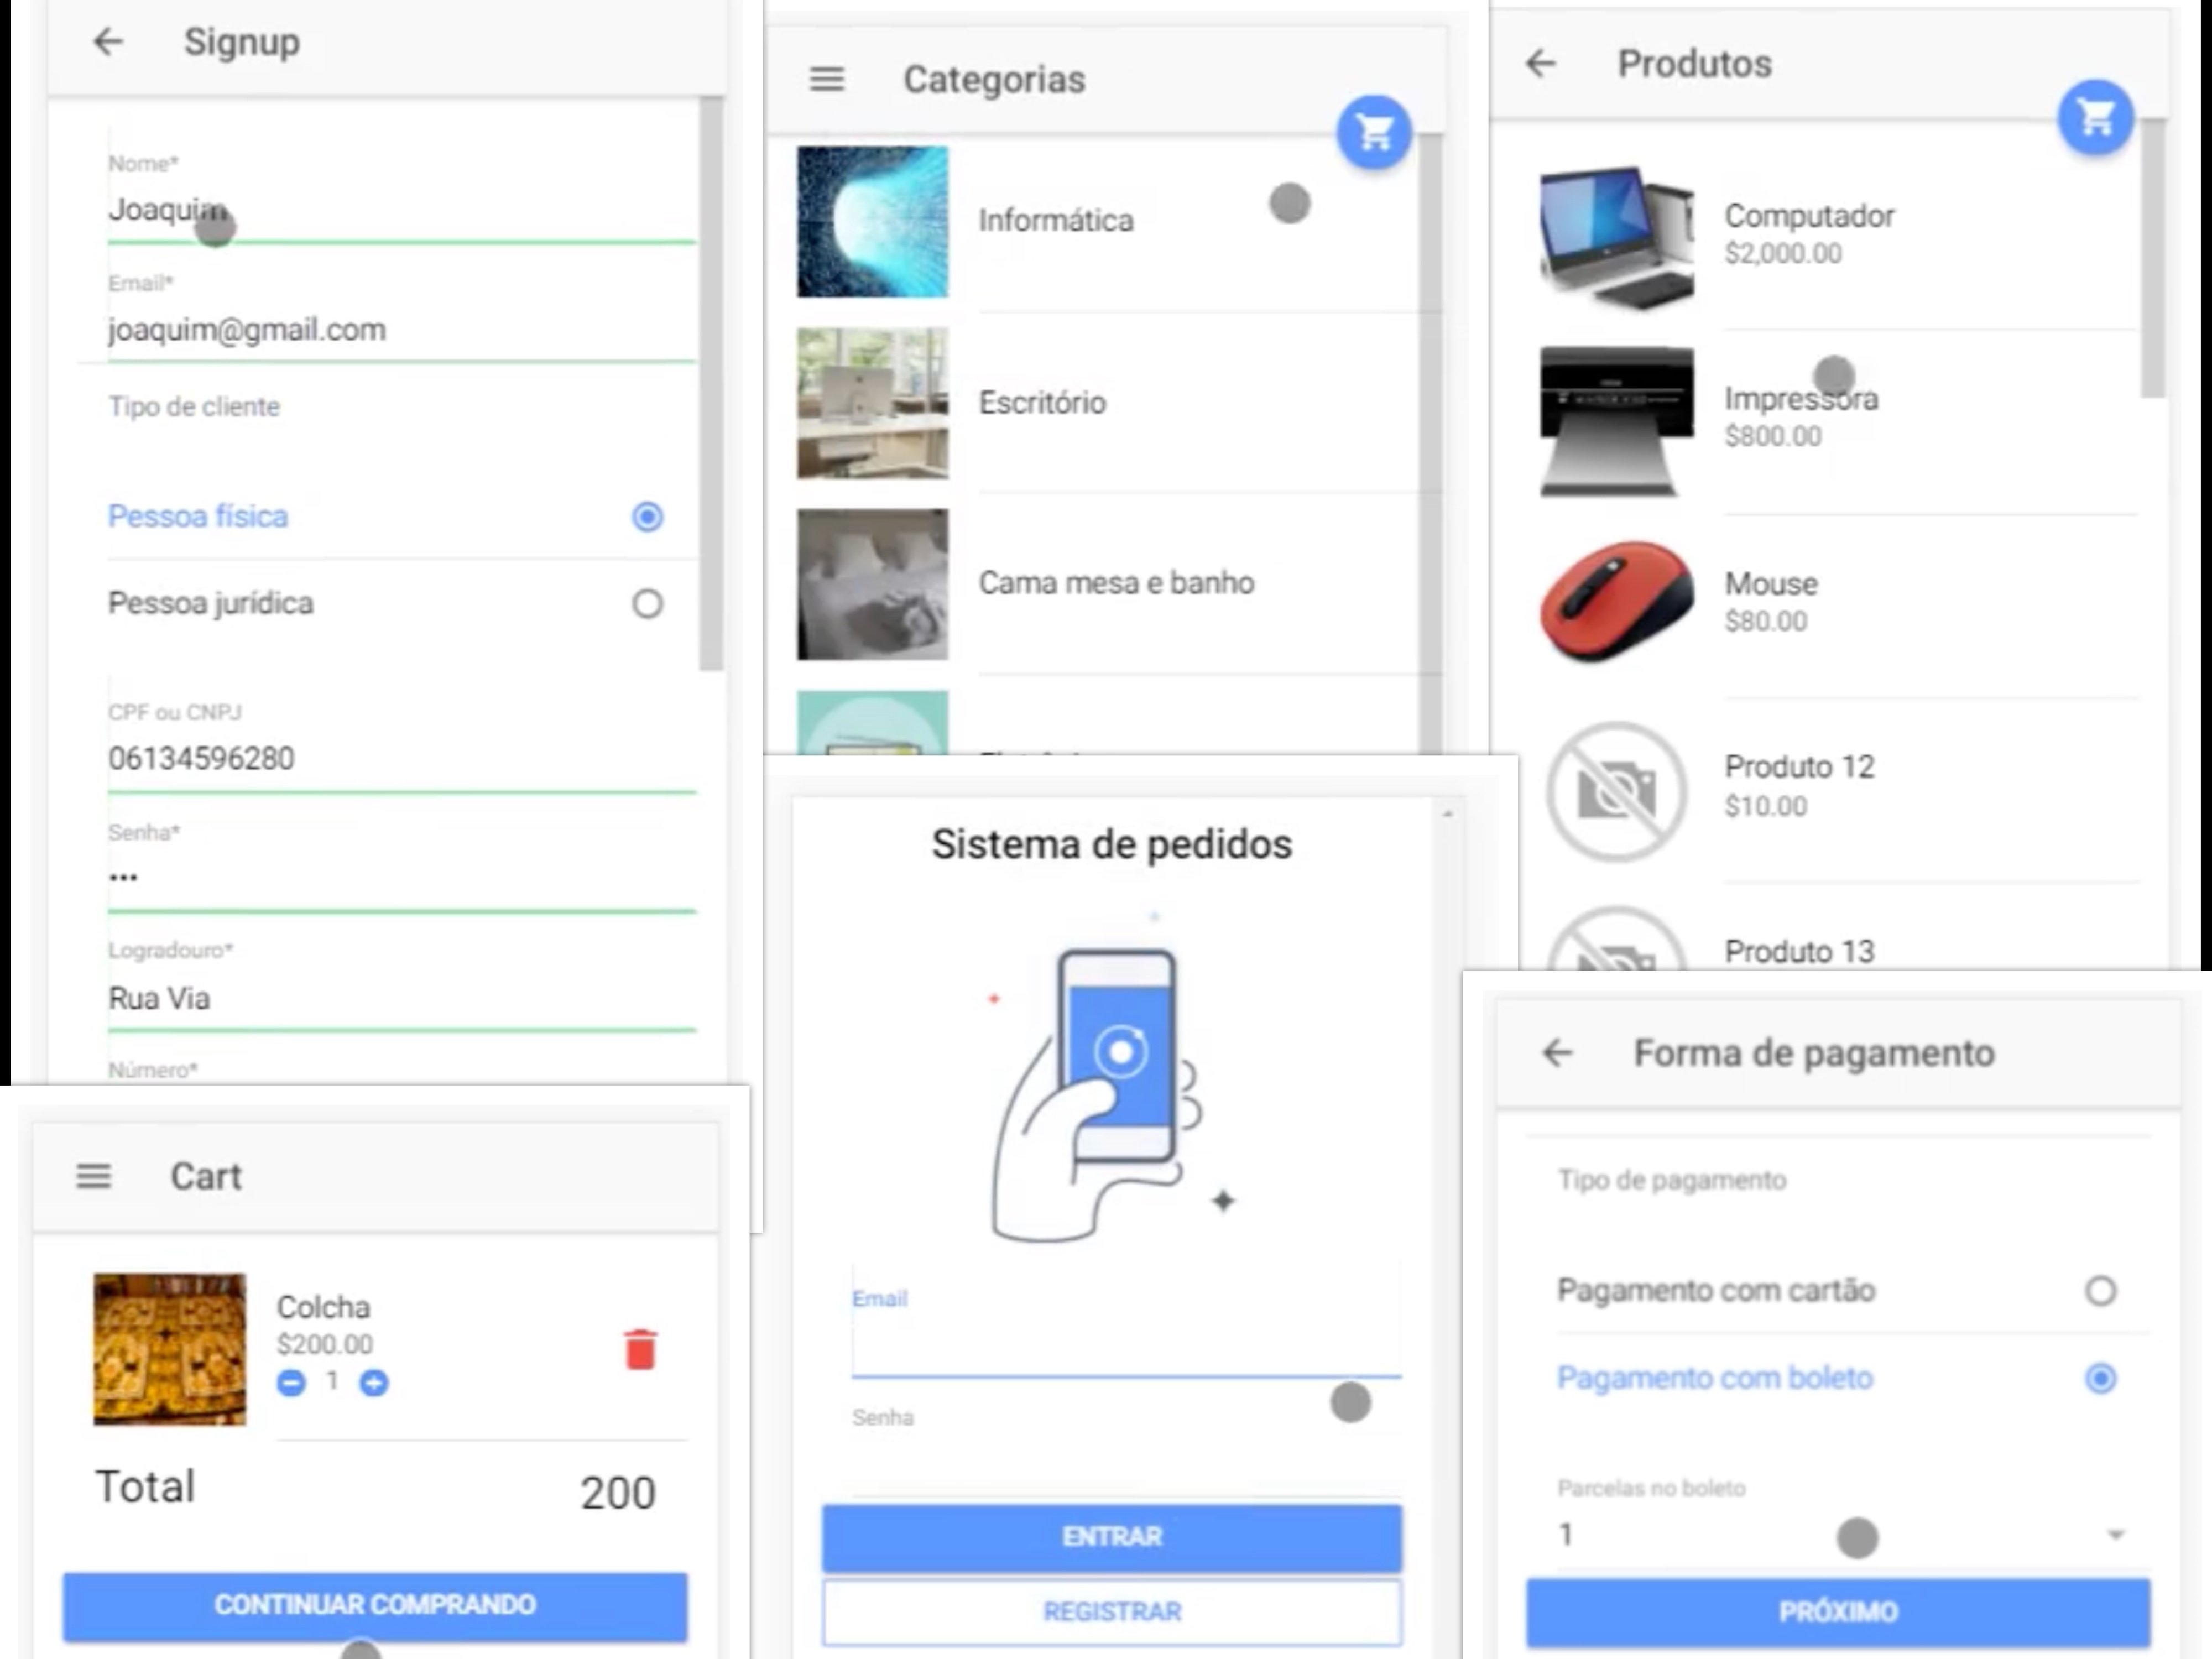 Signup
Nome*
Joaquim
Email*
joaquim@gmail.com
Tipo de cliente
Pessoa física
Pessoa jurídica
CPF ou CNPJ
06134596280
Senha*
•••
Logradouro*
Rua Via
Número*
Categorias
Informática
Escritório
Cama mesa e banho
Produtos
Computador
$2,000.00
Impressora
$800.00
Mouse
$80.00
Produto 12
$10.00
Produto 13
Cart
Colcha
$200.00
1
Total 200
CONTINUAR COMPRANDO
Sistema de pedidos
Email
Senha
ENTRAR
REGISTRAR
Forma de pagamento
Tipo de pagamento
Pagamento com cartão
Pagamento com boleto
Parcelas no boleto
1
PRÓXIMO